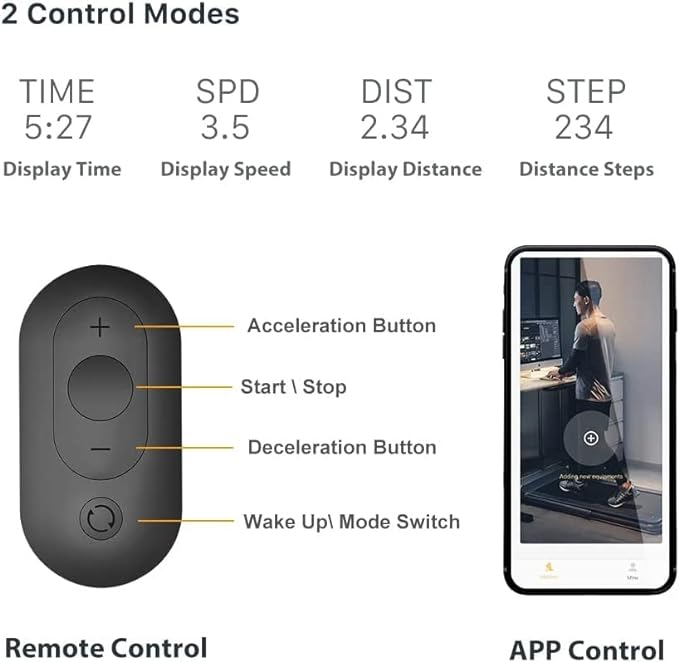 2 Control Modes
TIME SPD DIST STEP
5:27 3.5 2.34 234
Display Time Display Speed Display Distance Distance Steps
+ Acceleration Button
Start \ Stop
− Deceleration Button
Wake Up\ Mode Switch
Adding new equipments
Mine
Remote Control APP Control